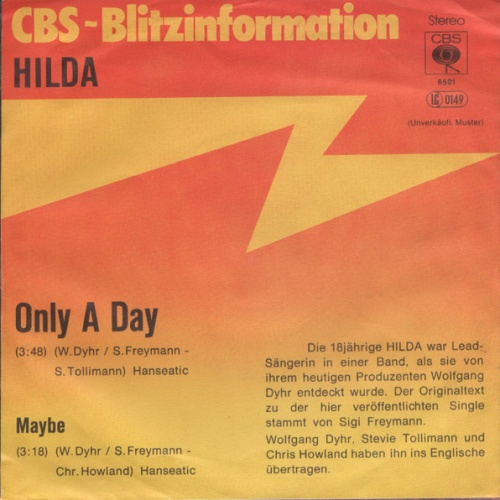 CBS~Blitzinformation
HILDA
Stereo
CBS
6501
LC 0149
(Unverkäufl. Muster)
Only A Day
(3:48) (W. Dyhr / S. Freymann -
S. Tollimann) Hanseatic
Maybe
(3:18) (W. Dyhr / S. Freymann -
Chr. Howland) Hanseatic
Die 18jährige HILDA war Lead-
Sängerin in einer Band, als sie von
ihrem heutigen Produzenten Wolfgang
Dyhr entdeckt wurde. Der Originaltext
zu der hier veröffentlichten Single
stammt von Sigi Freymann.
Wolfgang Dyhr, Stevie Tollimann und
Chris Howland haben ihn ins Englische
übertragen.